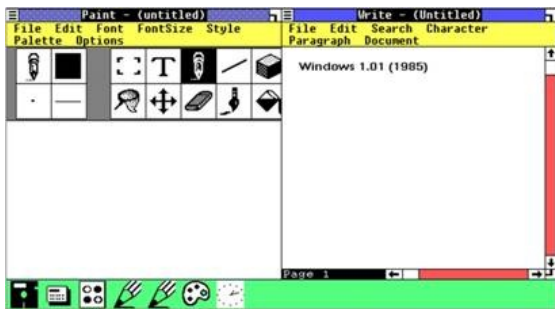 Paint - (untitled)
File Edit Font FontSize Style
Palette Options
T
Write - (Untitled)
File Edit Search Character
Paragraph Document
Windows 1.01 (1985)
Page 1